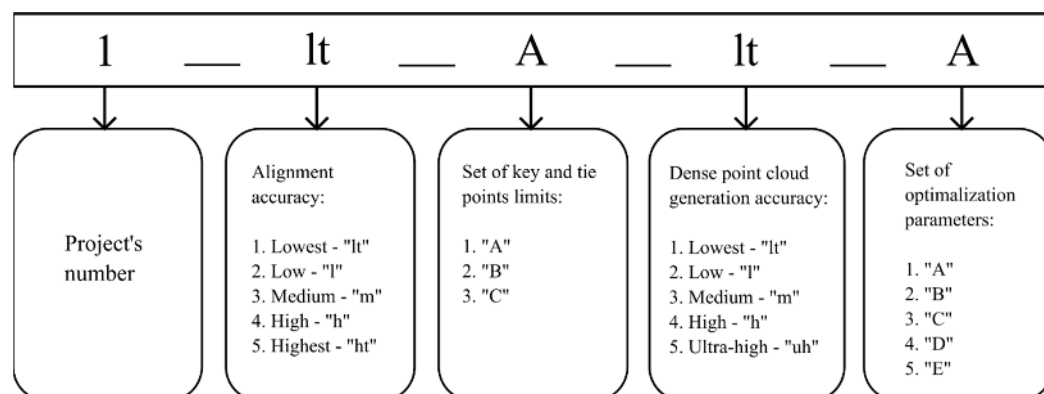 1 __ lt __ A __ lt __ A
Project's
number
Alignment
accuracy:
1. Lowest - "lt"
2. Low - "l"
3. Medium - "m"
4. High - "h"
5. Highest - "ht"
Set of key and tie
points limits:
1. "A"
2. "B"
3. "C"
Dense point cloud
generation accuracy:
1. Lowest - "lt"
2. Low - "l"
3. Medium - "m"
4. High - "h"
5. Ultra-high - "uh"
Set of
optimalization
parameters:
1. "A"
2. "B"
3. "C"
4. "D"
5. "E"